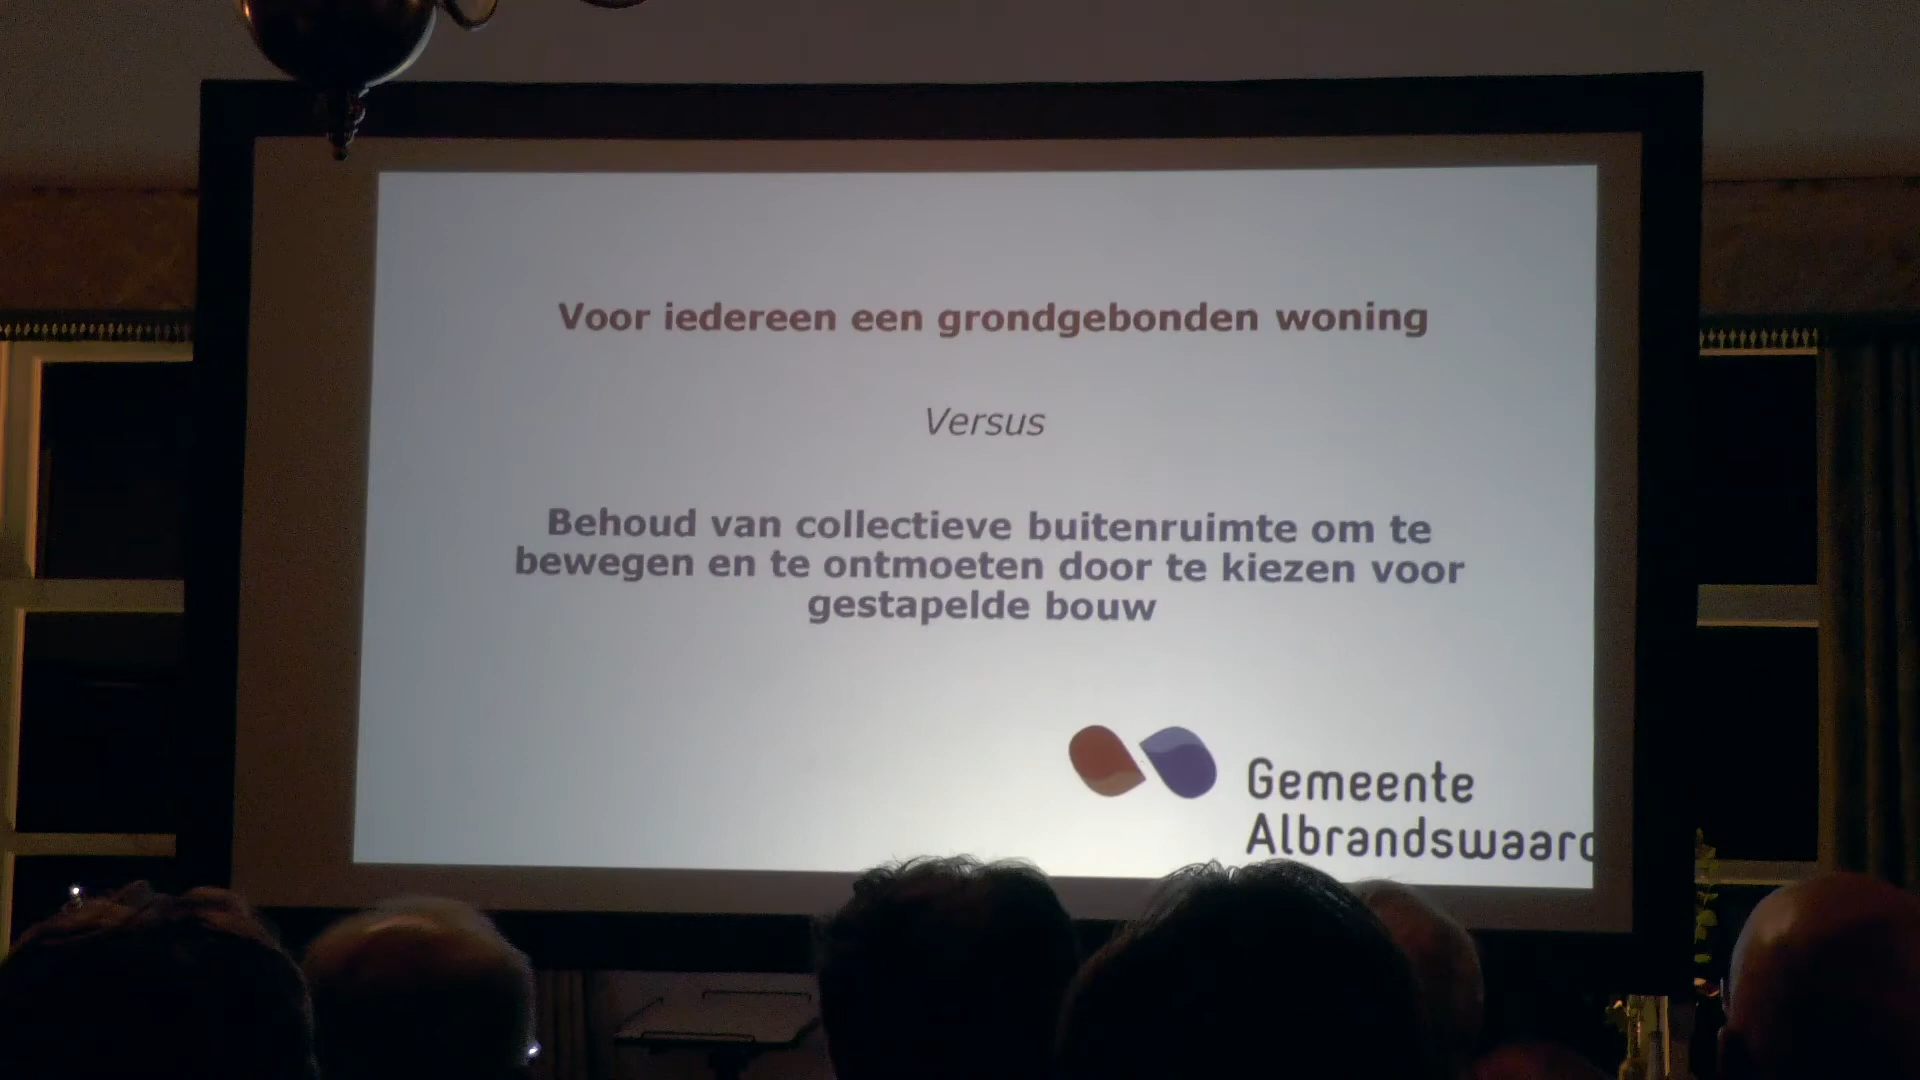 Voor iedereen een grondgebonden woning
Versus
Behoud van collectieve buitenruimte om te
bewegen en te ontmoeten door te kiezen voor
gestapelde bouw
Gemeente
Albrandswaard